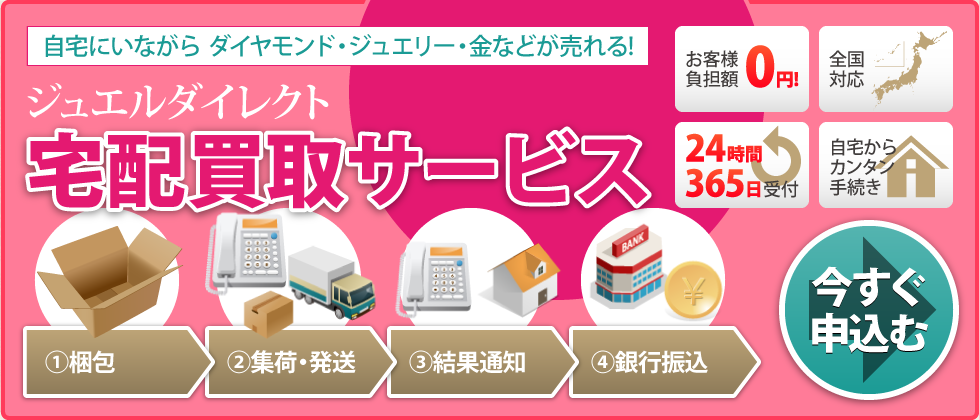 自宅にいながら ダイヤモンド・ジュエリー・金などが売れる!
ジュエルダイレクト
宅配買取サービス
お客様
負担額 0円!
全国
対応
24時間
365日受付
自宅から
カンタン
手続き
BANK
¥
①梱包
②集荷・発送
③結果通知
④銀行振込
今すぐ
申込む